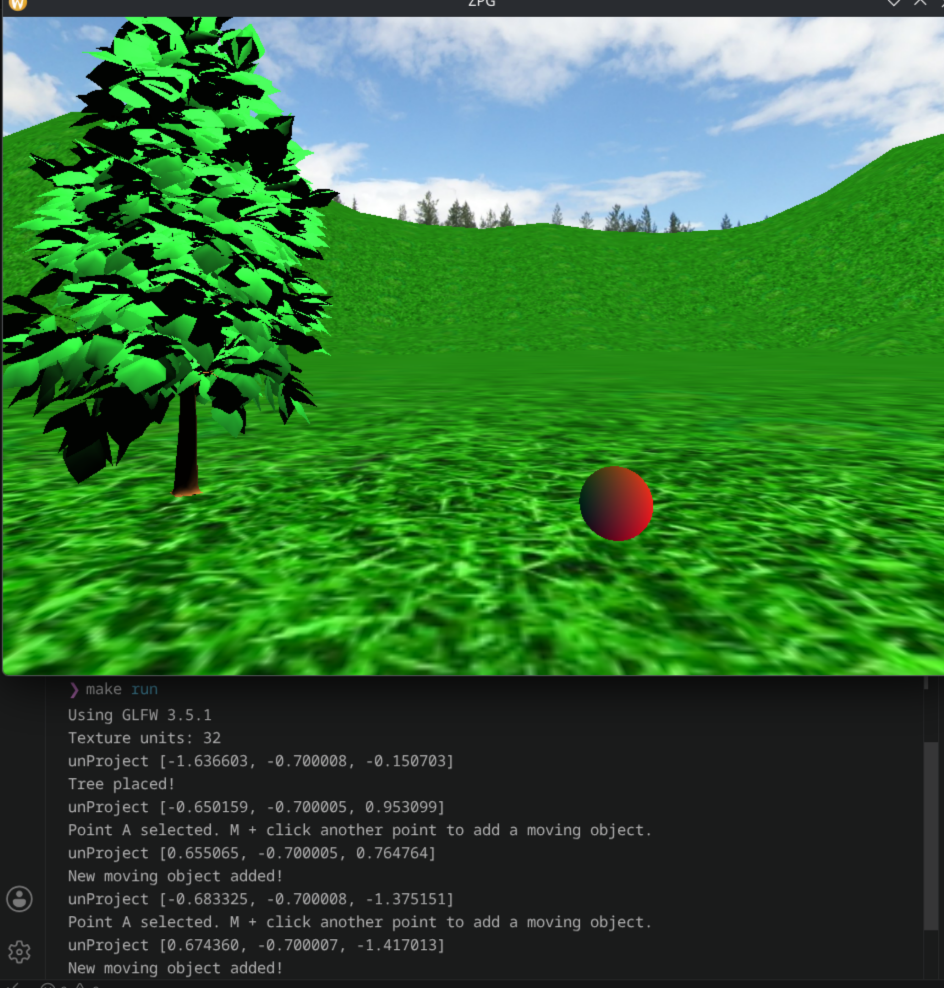 ZPG
❯ make run
Using GLFW 3.5.1
Texture units: 32
unProject [-1.636603, -0.700008, -0.150703]
Tree placed!
unProject [-0.650159, -0.700005, 0.953099]
Point A selected. M + click another point to add a moving object.
unProject [0.655065, -0.700005, 0.764764]
New moving object added!
unProject [-0.683325, -0.700008, -1.375151]
Point A selected. M + click another point to add a moving object.
unProject [0.674360, -0.700007, -1.417013]
New moving object added!